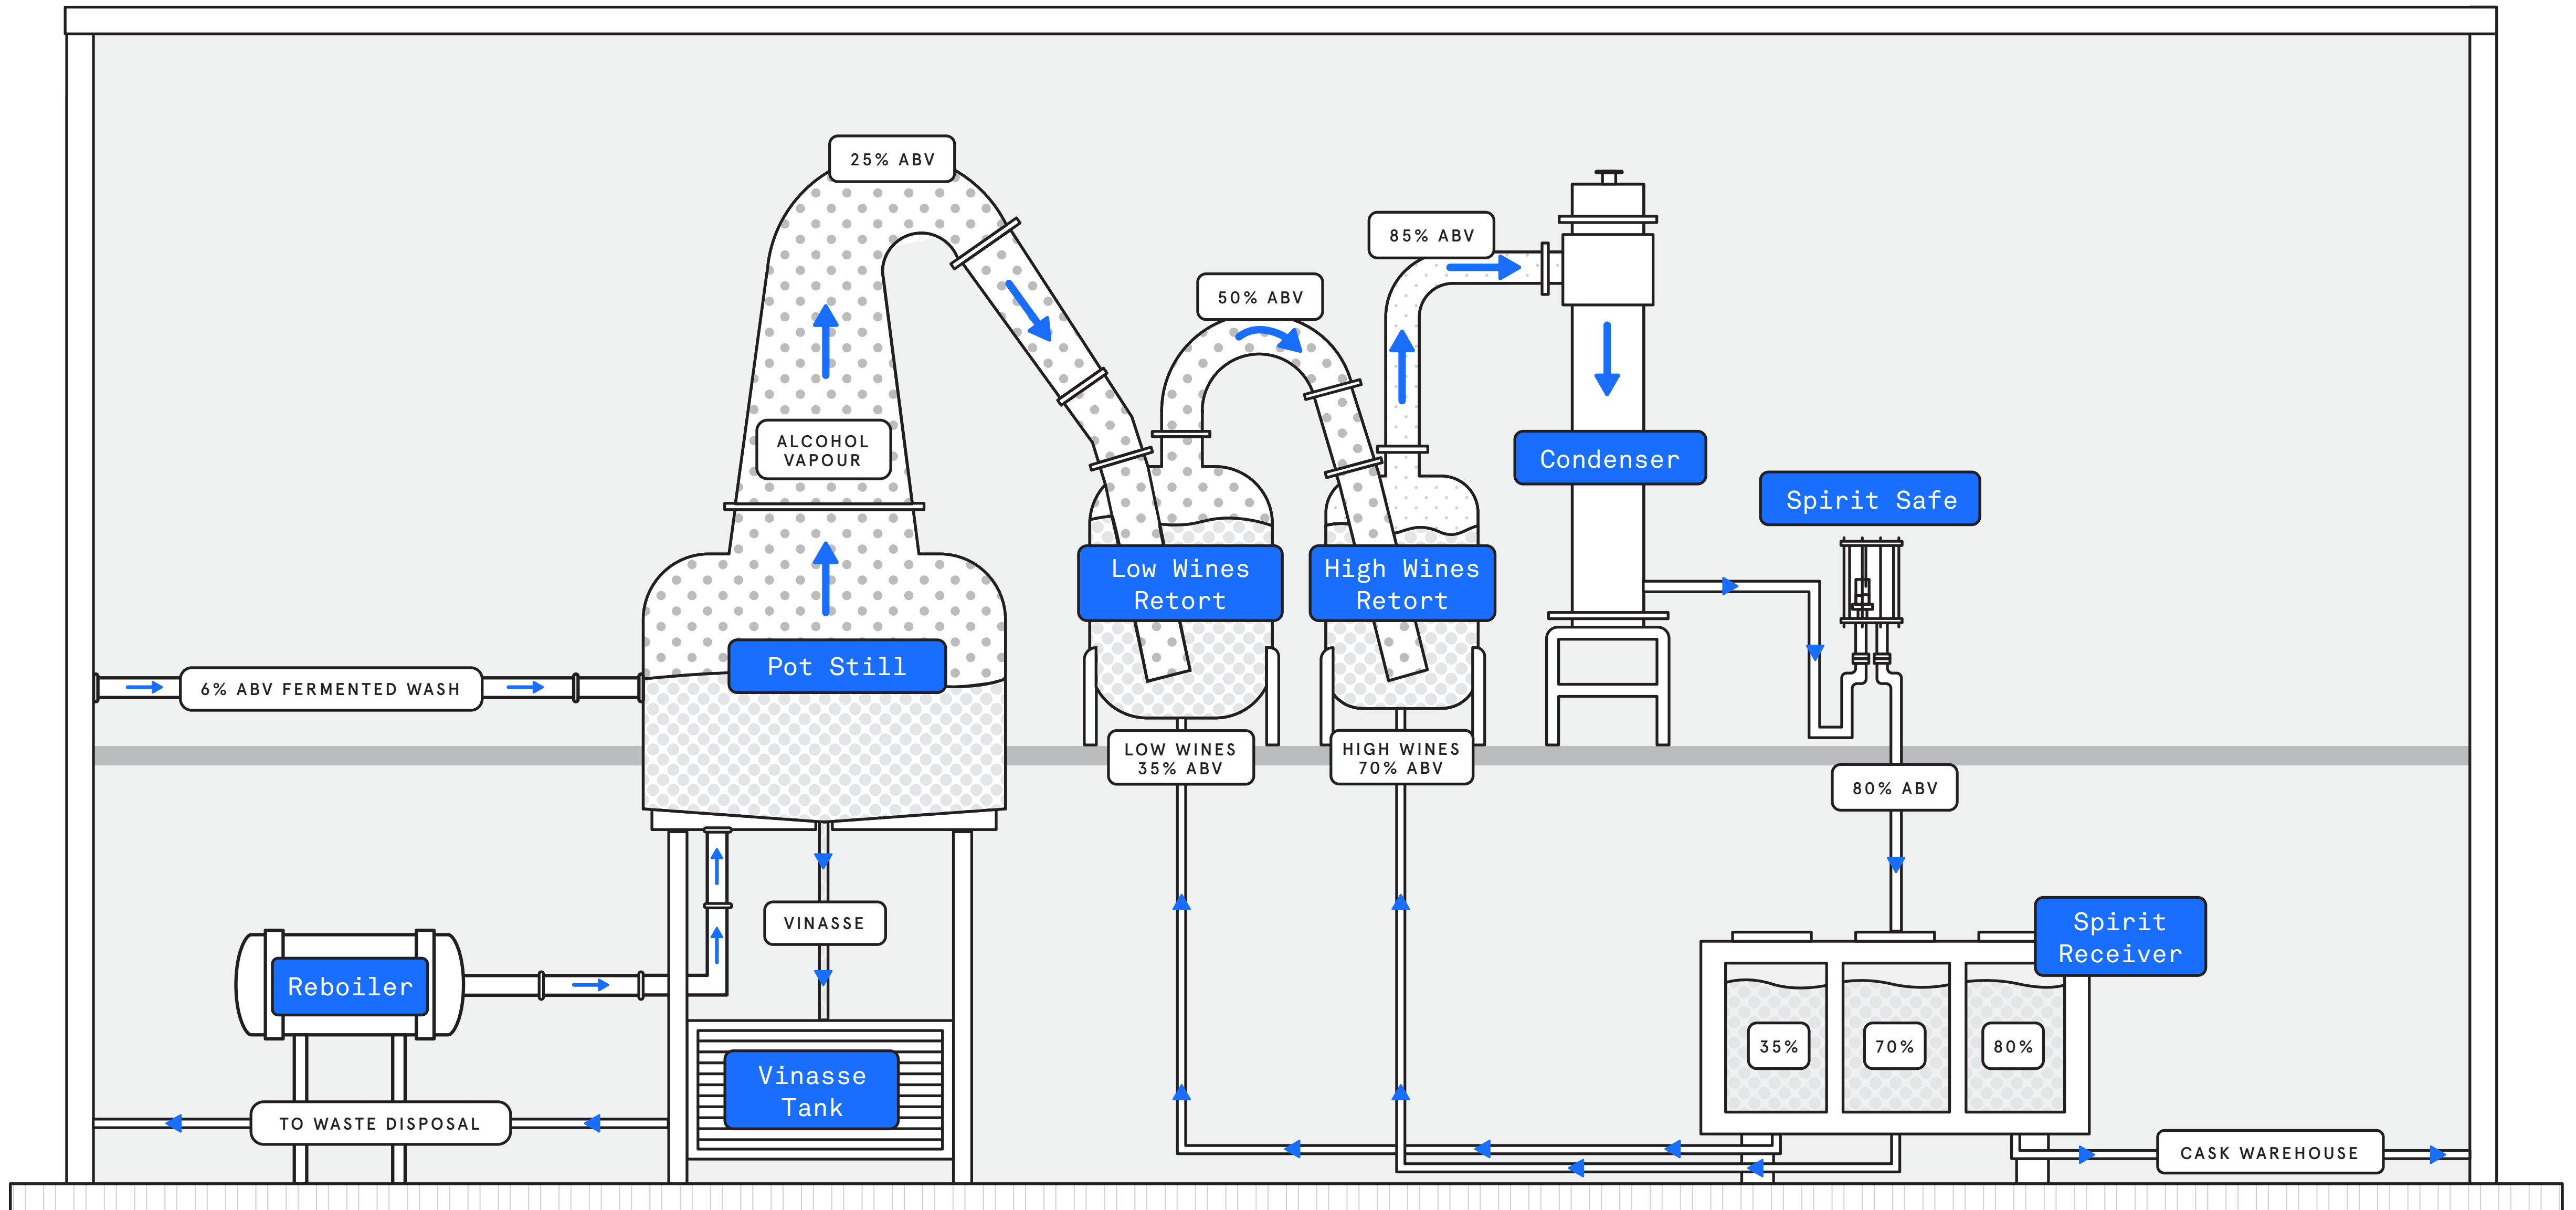 25% ABV
85% ABV
50% ABV
ALCOHOL
VAPOUR
Condenser
Spirit Safe
Low Wines
Retort
High Wines
Retort
Pot Still
6% ABV FERMENTED WASH
LOW WINES
35% ABV
HIGH WINES
70% ABV
80% ABV
VINASSE
Spirit
Receiver
Reboiler
35%
70%
80%
Vinasse
Tank
TO WASTE DISPOSAL
CASK WAREHOUSE